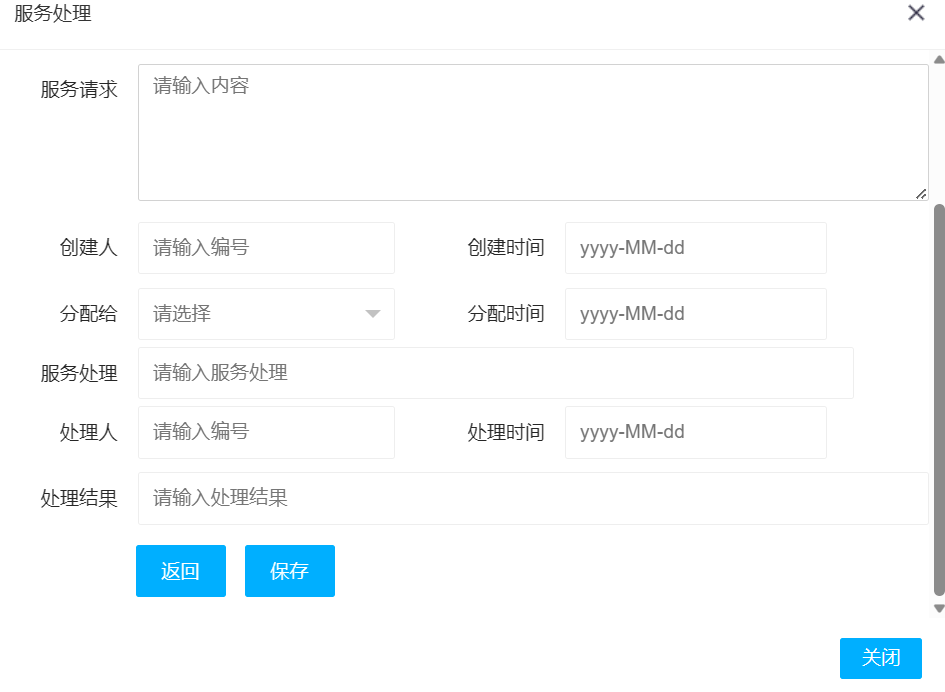 服务处理
服务请求 请输入内容
创建人 请输入编号 创建时间 yyyy-MM-dd
分配给 请选择 分配时间 yyyy-MM-dd
服务处理 请输入服务处理
处理人 请输入编号 处理时间 yyyy-MM-dd
处理结果 请输入处理结果
返回 保存
关闭